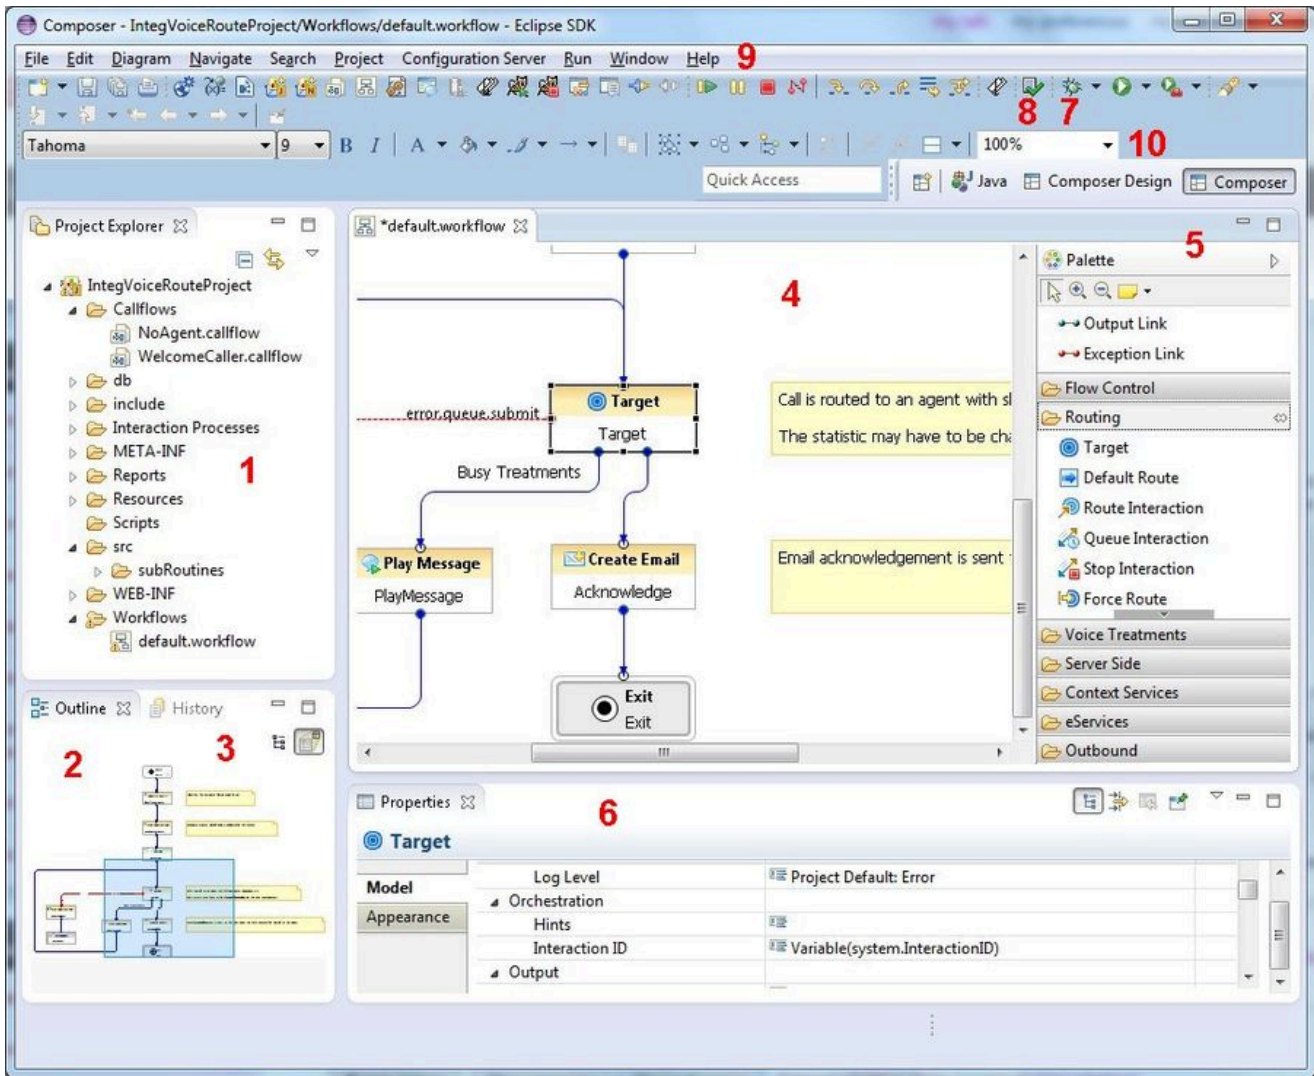 Composer - IntegVoiceRouteProject/Workflows/default.workflow - Eclipse SDK
File Edit Diagram Navigate Search Project Configuration Server Run Window Help
9
8
7
Tahoma
9
B I
A
100%
10
Quick Access
Java
Composer Design
Composer
Project Explorer
IntegVoiceRouteProject
Callflows
NoAgent.callflow
WelcomeCaller.callflow
db
include
Interaction Processes
META-INF
1
Reports
Resources
Scripts
src
subRoutines
WEB-INF
Workflows
default.workflow
Outline
History
2
3
*default.workflow
4
Target
Target
error.queue.submit
Busy Treatments
Play Message
PlayMessage
Create Email
Acknowledge
Exit
Exit
Call is routed to an agent with sl
The statistic may have to be cha
Email acknowledgement is sent
5
Palette
Output Link
Exception Link
Flow Control
Routing
Target
Default Route
Route Interaction
Queue Interaction
Stop Interaction
Force Route
Voice Treatments
Server Side
Context Services
eServices
Outbound
Properties
6
Target
Model
Appearance
Log Level Project Default: Error
Orchestration
Hints
Interaction ID Variable(system.InteractionID)
Output